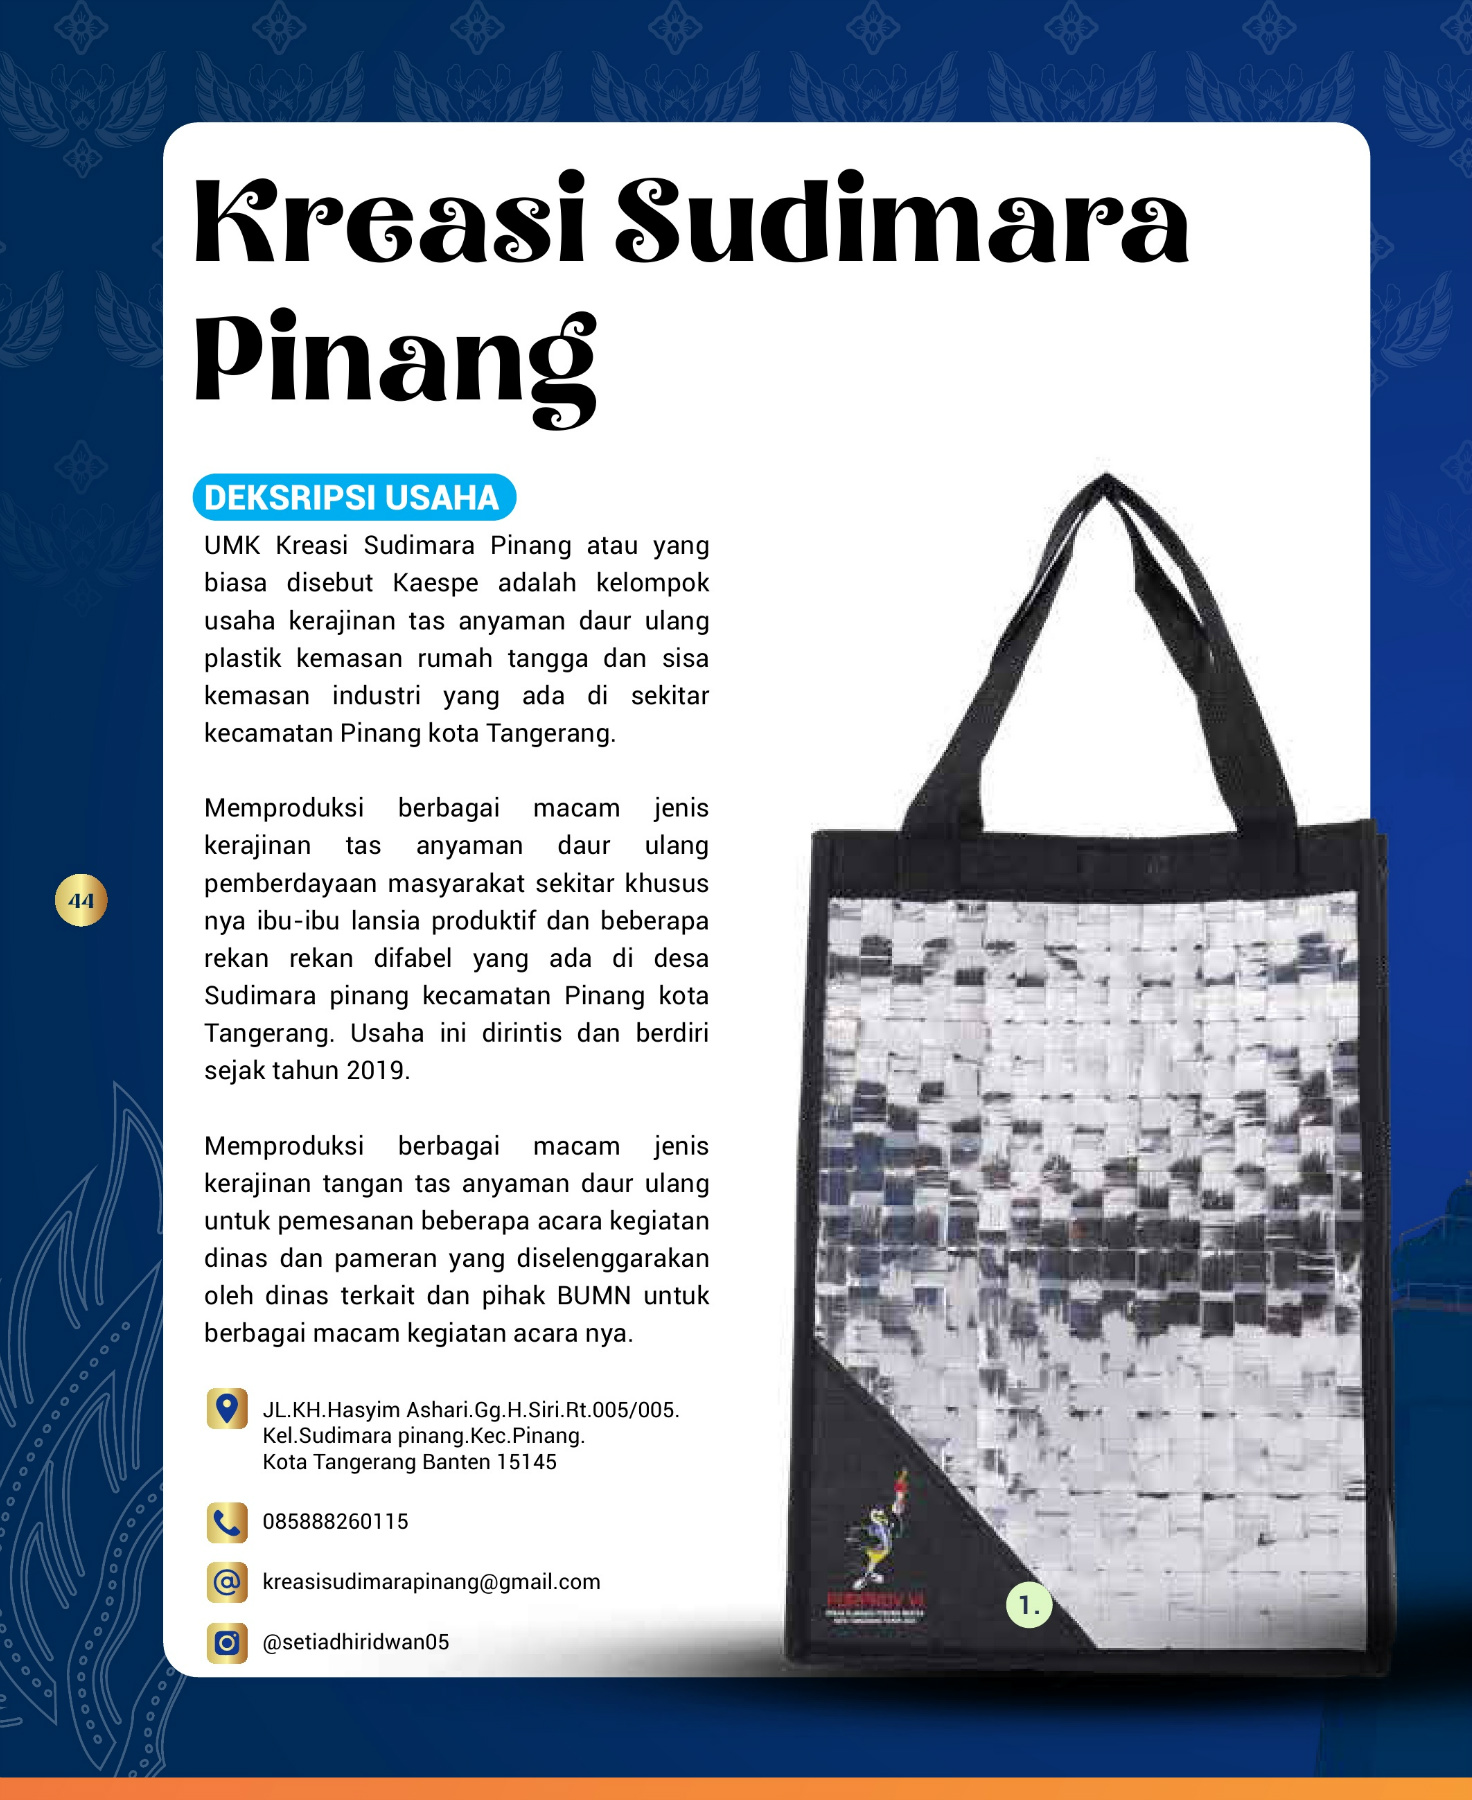 Kreasi Sudimara
Pinang
DEKSRIPSI USAHA
UMK Kreasi Sudimara Pinang atau yang
biasa disebut Kaespe adalah kelompok
usaha kerajinan tas anyaman daur ulang
plastik kemasan rumah tangga dan sisa
kemasan industri yang ada di sekitar
kecamatan Pinang kota Tangerang.
Memproduksi berbagai macam jenis
kerajinan tas anyaman daur ulang
pemberdayaan masyarakat sekitar khusus
nya ibu-ibu lansia produktif dan beberapa
rekan rekan difabel yang ada di desa
Sudimara pinang kecamatan Pinang kota
Tangerang. Usaha ini dirintis dan berdiri
sejak tahun 2019.
Memproduksi berbagai macam jenis
kerajinan tangan tas anyaman daur ulang
untuk pemesanan beberapa acara kegiatan
dinas dan pameran yang diselenggarakan
oleh dinas terkait dan pihak BUMN untuk
berbagai macam kegiatan acara nya.
JL.KH.Hasyim Ashari.Gg.H.Siri.Rt.005/005.
Kel.Sudimara pinang.Kec.Pinang.
Kota Tangerang Banten 15145
085888260115
kreasisudimarapinang@gmail.com
@setiadhiridwan05
44
1.